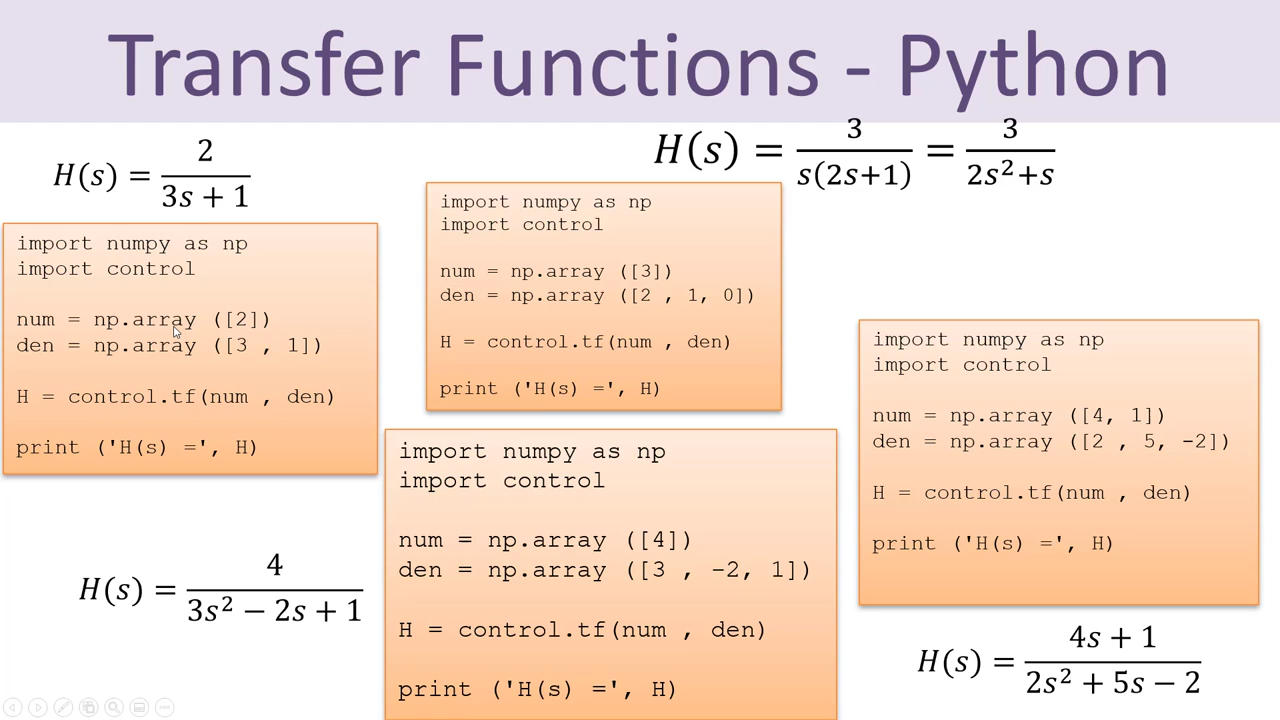 Transfer Functions - Python
H(s) = 2/(3s + 1)
import numpy as np
import control
num = np.array ([2])
den = np.array ([3 , 1])
H = control.tf(num , den)
print ('H(s) =', H)
H(s) = 3/(s(2s+1)) = 3/(2s²+s)
import numpy as np
import control
num = np.array ([3])
den = np.array ([2 , 1, 0])
H = control.tf(num , den)
print ('H(s) =', H)
H(s) = 4/(3s² − 2s + 1)
import numpy as np
import control
num = np.array ([4])
den = np.array ([3 , -2, 1])
H = control.tf(num , den)
print ('H(s) =', H)
import numpy as np
import control
num = np.array ([4, 1])
den = np.array ([2 , 5, -2])
H = control.tf(num , den)
print ('H(s) =', H)
H(s) = (4s + 1)/(2s² + 5s − 2)